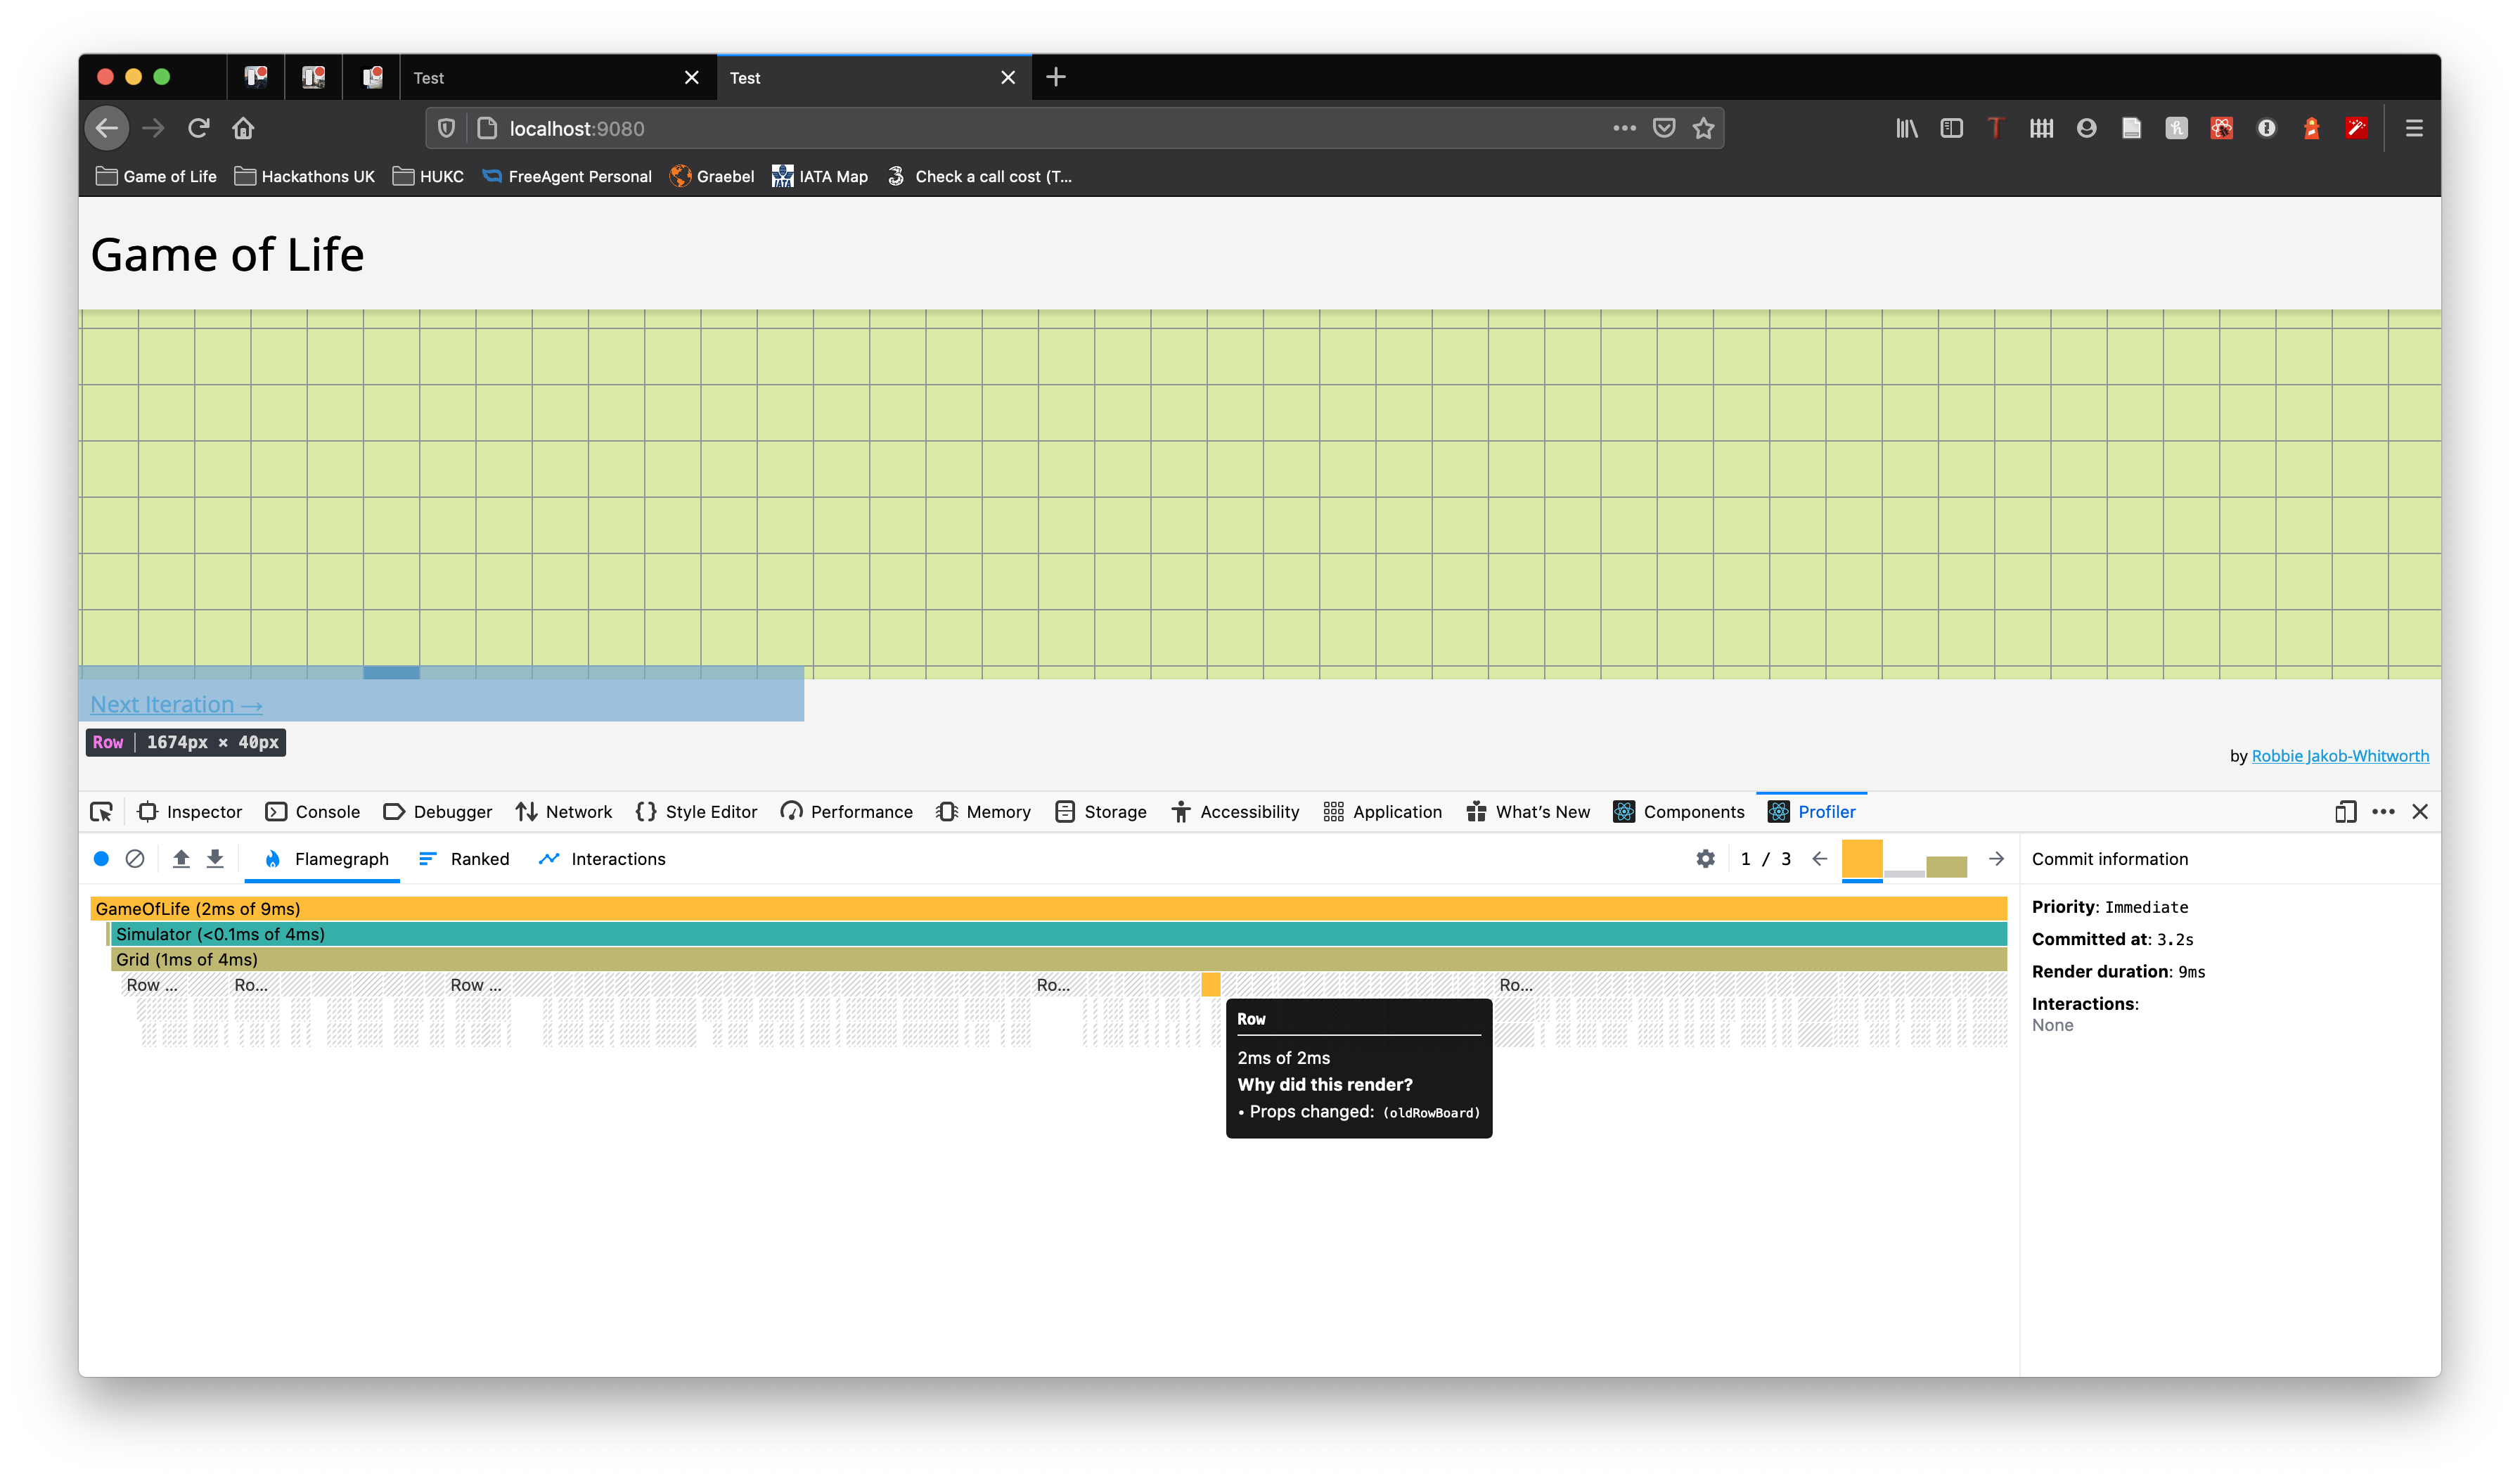 Test
Test
localhost:9080
Game of Life
Hackathons UK
HUKC
FreeAgent Personal
Graebel
IATA Map
Check a call cost (T...
Game of Life
Next Iteration →
Row | 1674px × 40px
by Robbie Jakob-Whitworth
Inspector
Console
Debugger
Network
Style Editor
Performance
Memory
Storage
Accessibility
Application
What's New
Components
Profiler
Flamegraph
Ranked
Interactions
1 / 3
Commit information
GameOfLife (2ms of 9ms)
Simulator (<0.1ms of 4ms)
Grid (1ms of 4ms)
Row ...
Ro...
Row ...
Ro...
Ro...
Row
2ms of 2ms
Why did this render?
• Props changed: (oldRowBoard)
Priority: Immediate
Committed at: 3.2s
Render duration: 9ms
Interactions:
None